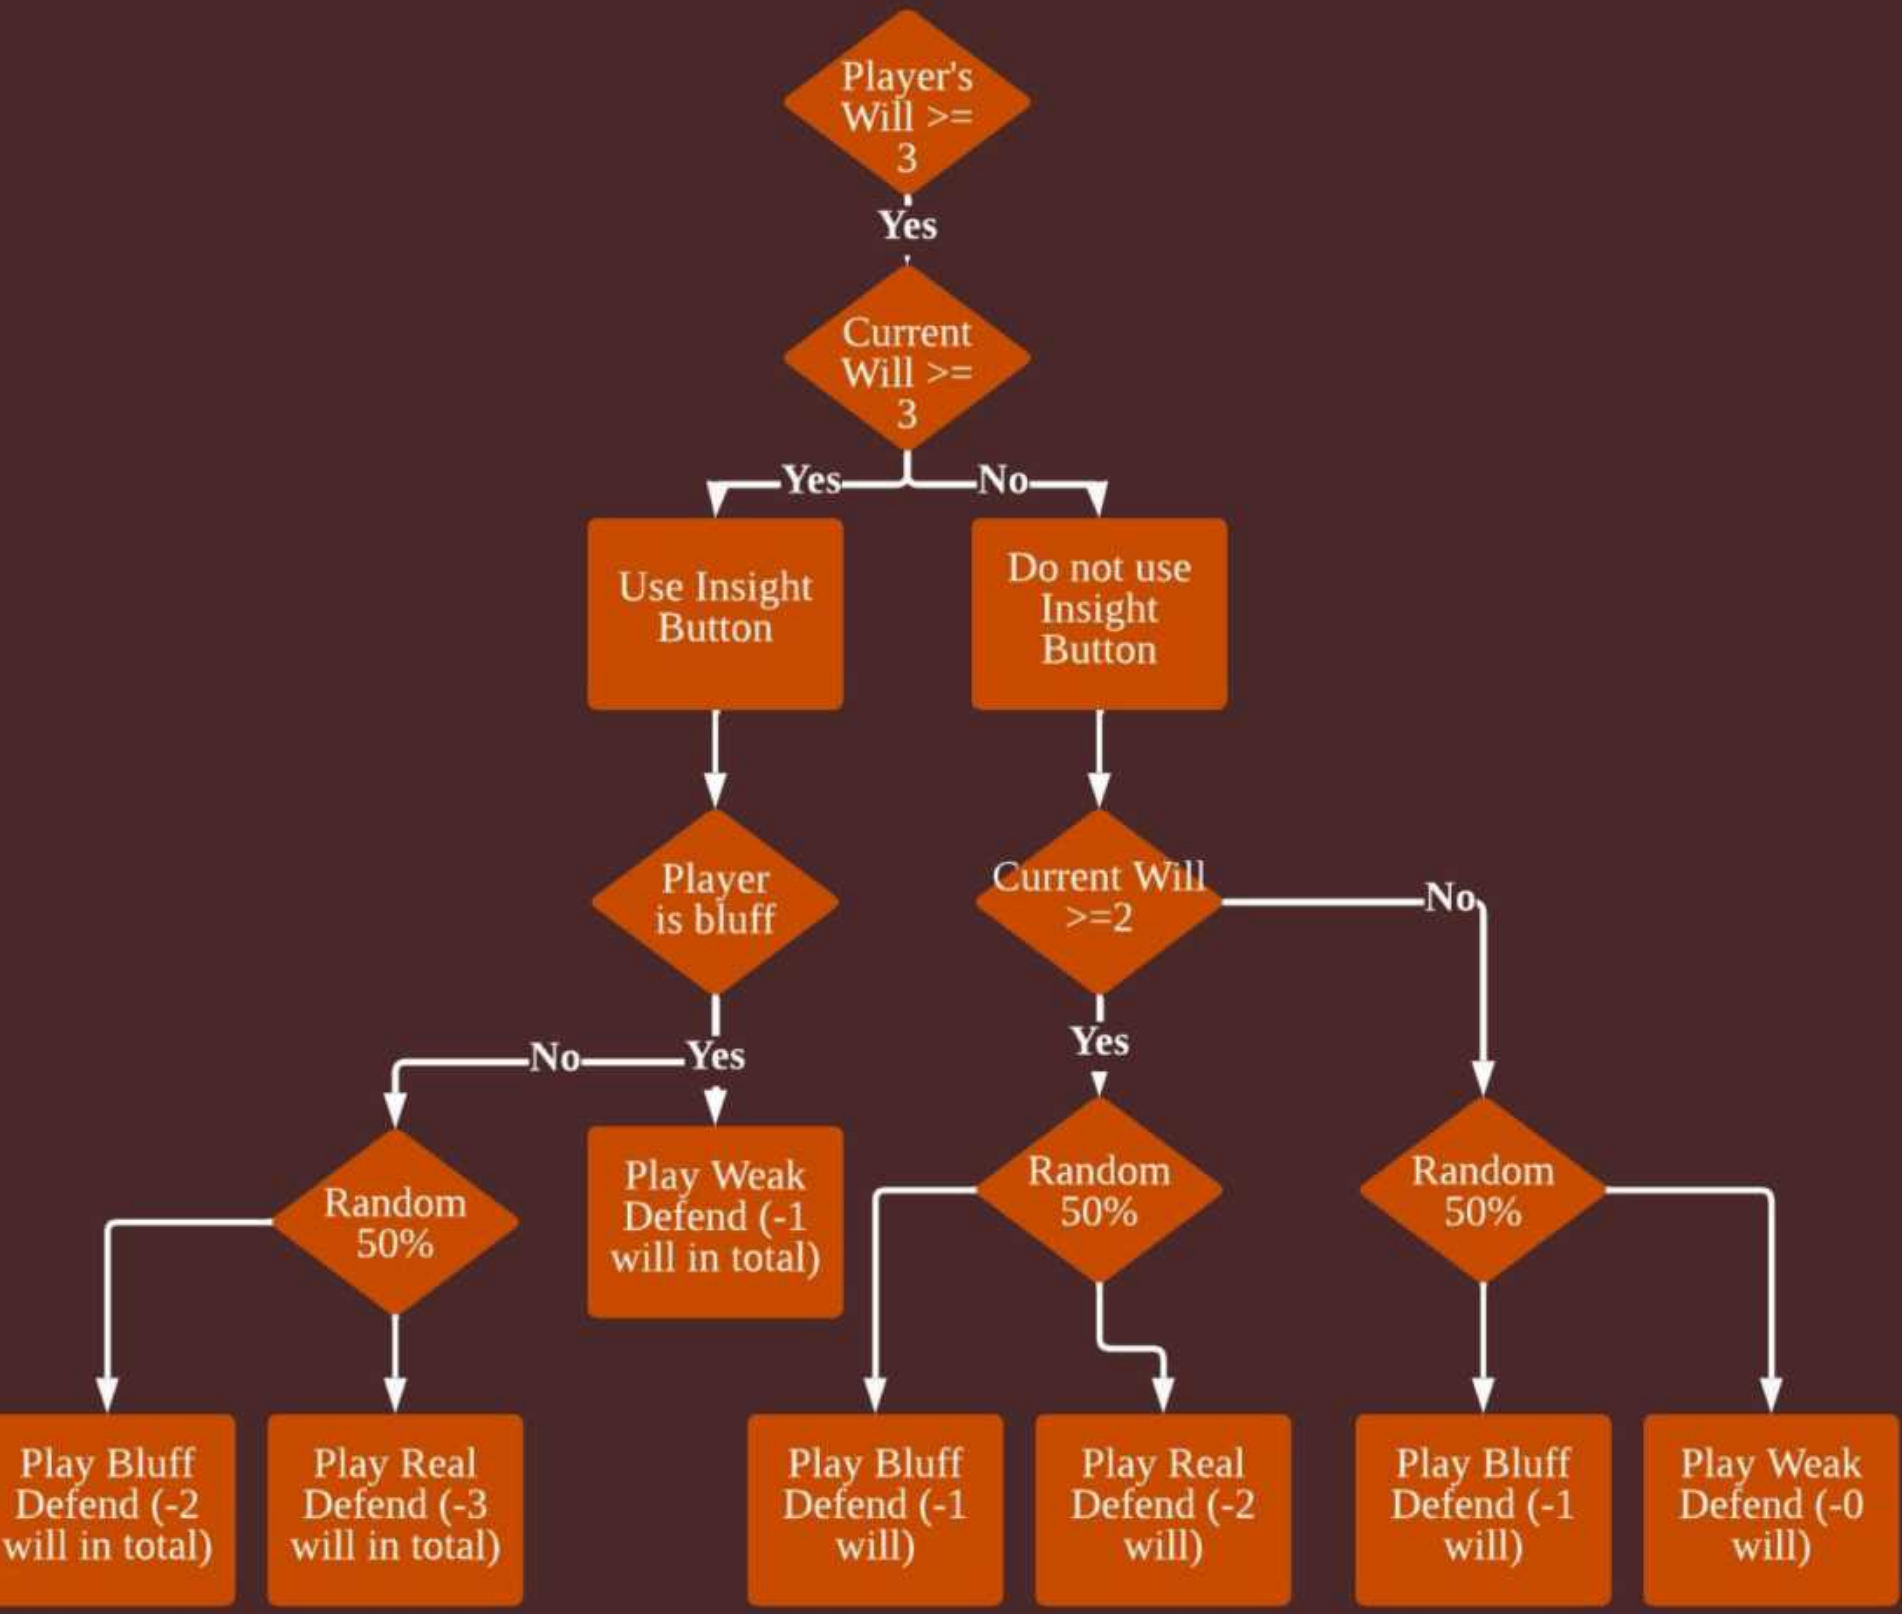 Player's
Will >=
3
Yes
Current
Will >=
3
Yes
No
Use Insight
Button
Do not use
Insight
Button
Player
is bluff
Current Will
>=2
No
No
Yes
Yes
Random
50%
Play Weak
Defend (-1
will in total)
Random
50%
Random
50%
Play Bluff
Defend (-2
will in total)
Play Real
Defend (-3
will in total)
Play Bluff
Defend (-1
will)
Play Real
Defend (-2
will)
Play Bluff
Defend (-1
will)
Play Weak
Defend (-0
will)